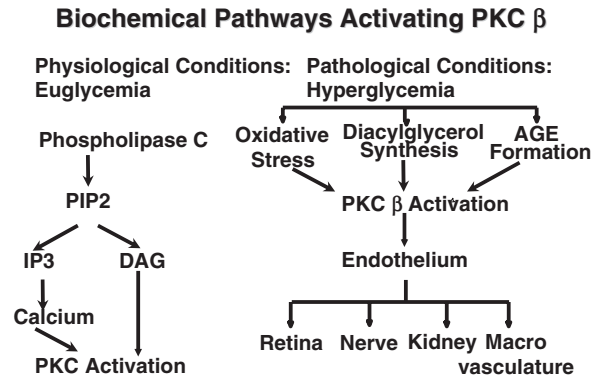 Biochemical Pathways Activating PKC β
Physiological Conditions:
Euglycemia
Phospholipase C
PIP2
IP3 DAG
Calcium
PKC Activation
Pathological Conditions:
Hyperglycemia
Oxidative
Stress
Diacylglycerol
Synthesis
AGE
Formation
PKC β Activation
Endothelium
Retina Nerve Kidney Macro
vasculature